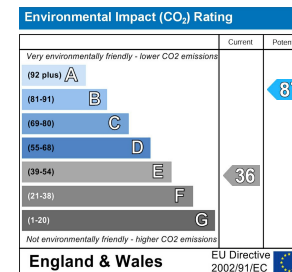 Environmental Impact (CO₂) Rating
Current Poten
Very environmentally friendly - lower CO2 emissions
(92 plus) A
(81-91) B
8
(69-80) C
(55-68) D
(39-54) E
36
(21-38) F
(1-20) G
Not environmentally friendly - higher CO2 emissions
England & Wales
EU Directive
2002/91/EC